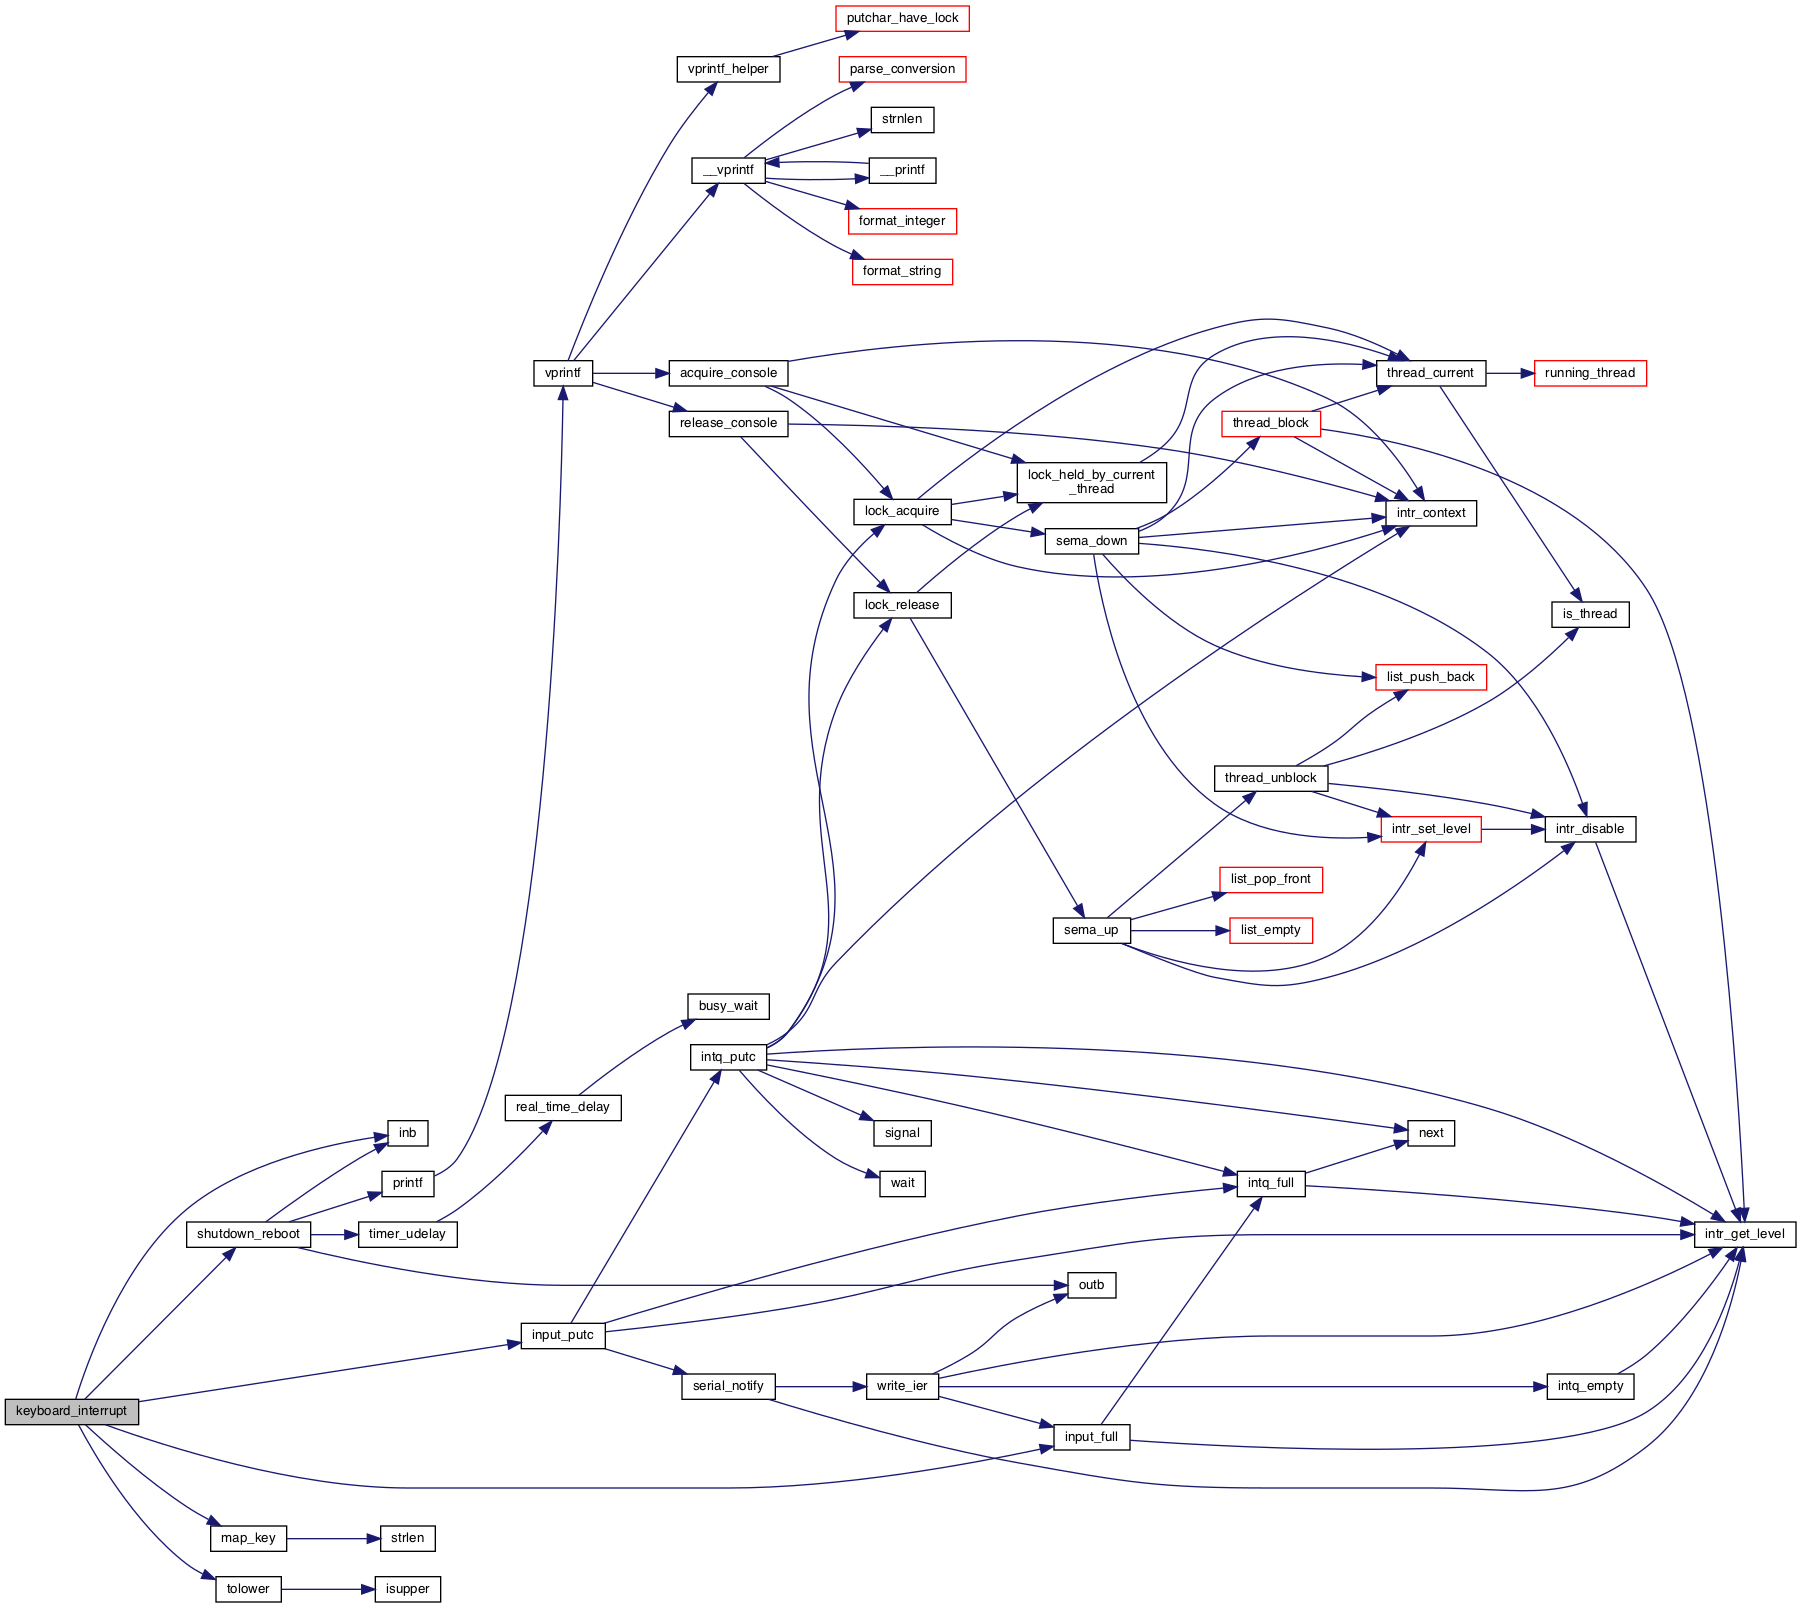 putchar_have_lock
vprintf_helper
parse_conversion
strnlen
__vprintf
__printf
format_integer
format_string
vprintf
acquire_console
thread_current
running_thread
release_console
thread_block
lock_held_by_current
_thread
lock_acquire
intr_context
sema_down
lock_release
is_thread
list_push_back
thread_unblock
intr_set_level
intr_disable
list_pop_front
sema_up
list_empty
busy_wait
intq_putc
real_time_delay
inb
signal
next
printf
wait
intq_full
shutdown_reboot
timer_udelay
intr_get_level
outb
input_putc
serial_notify
write_ier
intq_empty
keyboard_interrupt
input_full
map_key
strlen
tolower
isupper